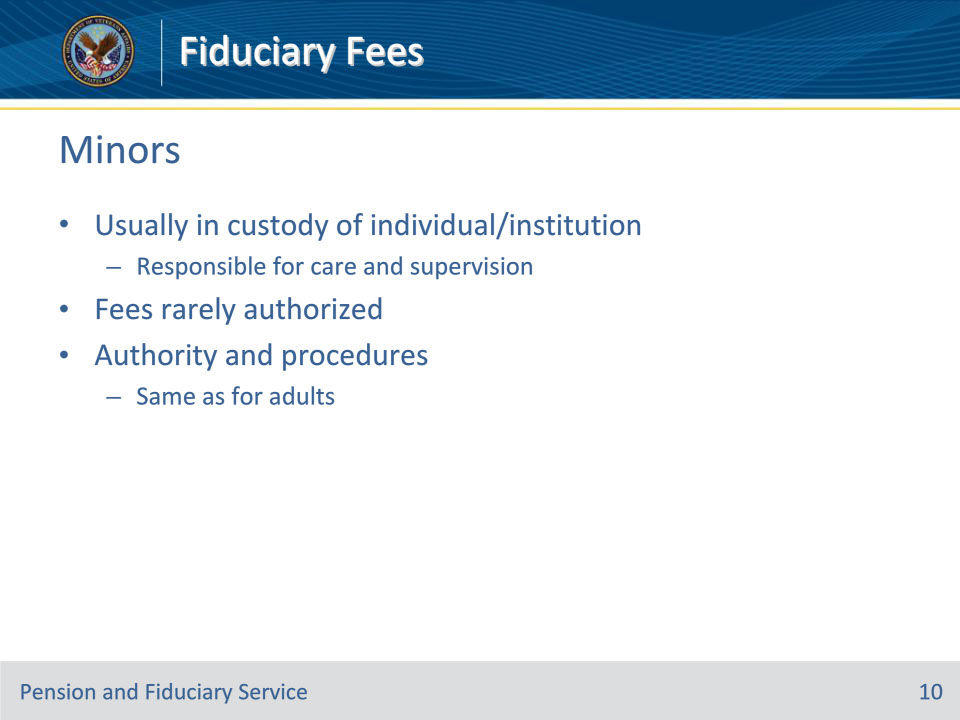 Fiduciary Fees
Minors
• Usually in custody of individual/institution
– Responsible for care and supervision
• Fees rarely authorized
• Authority and procedures
– Same as for adults
Pension and Fiduciary Service
10